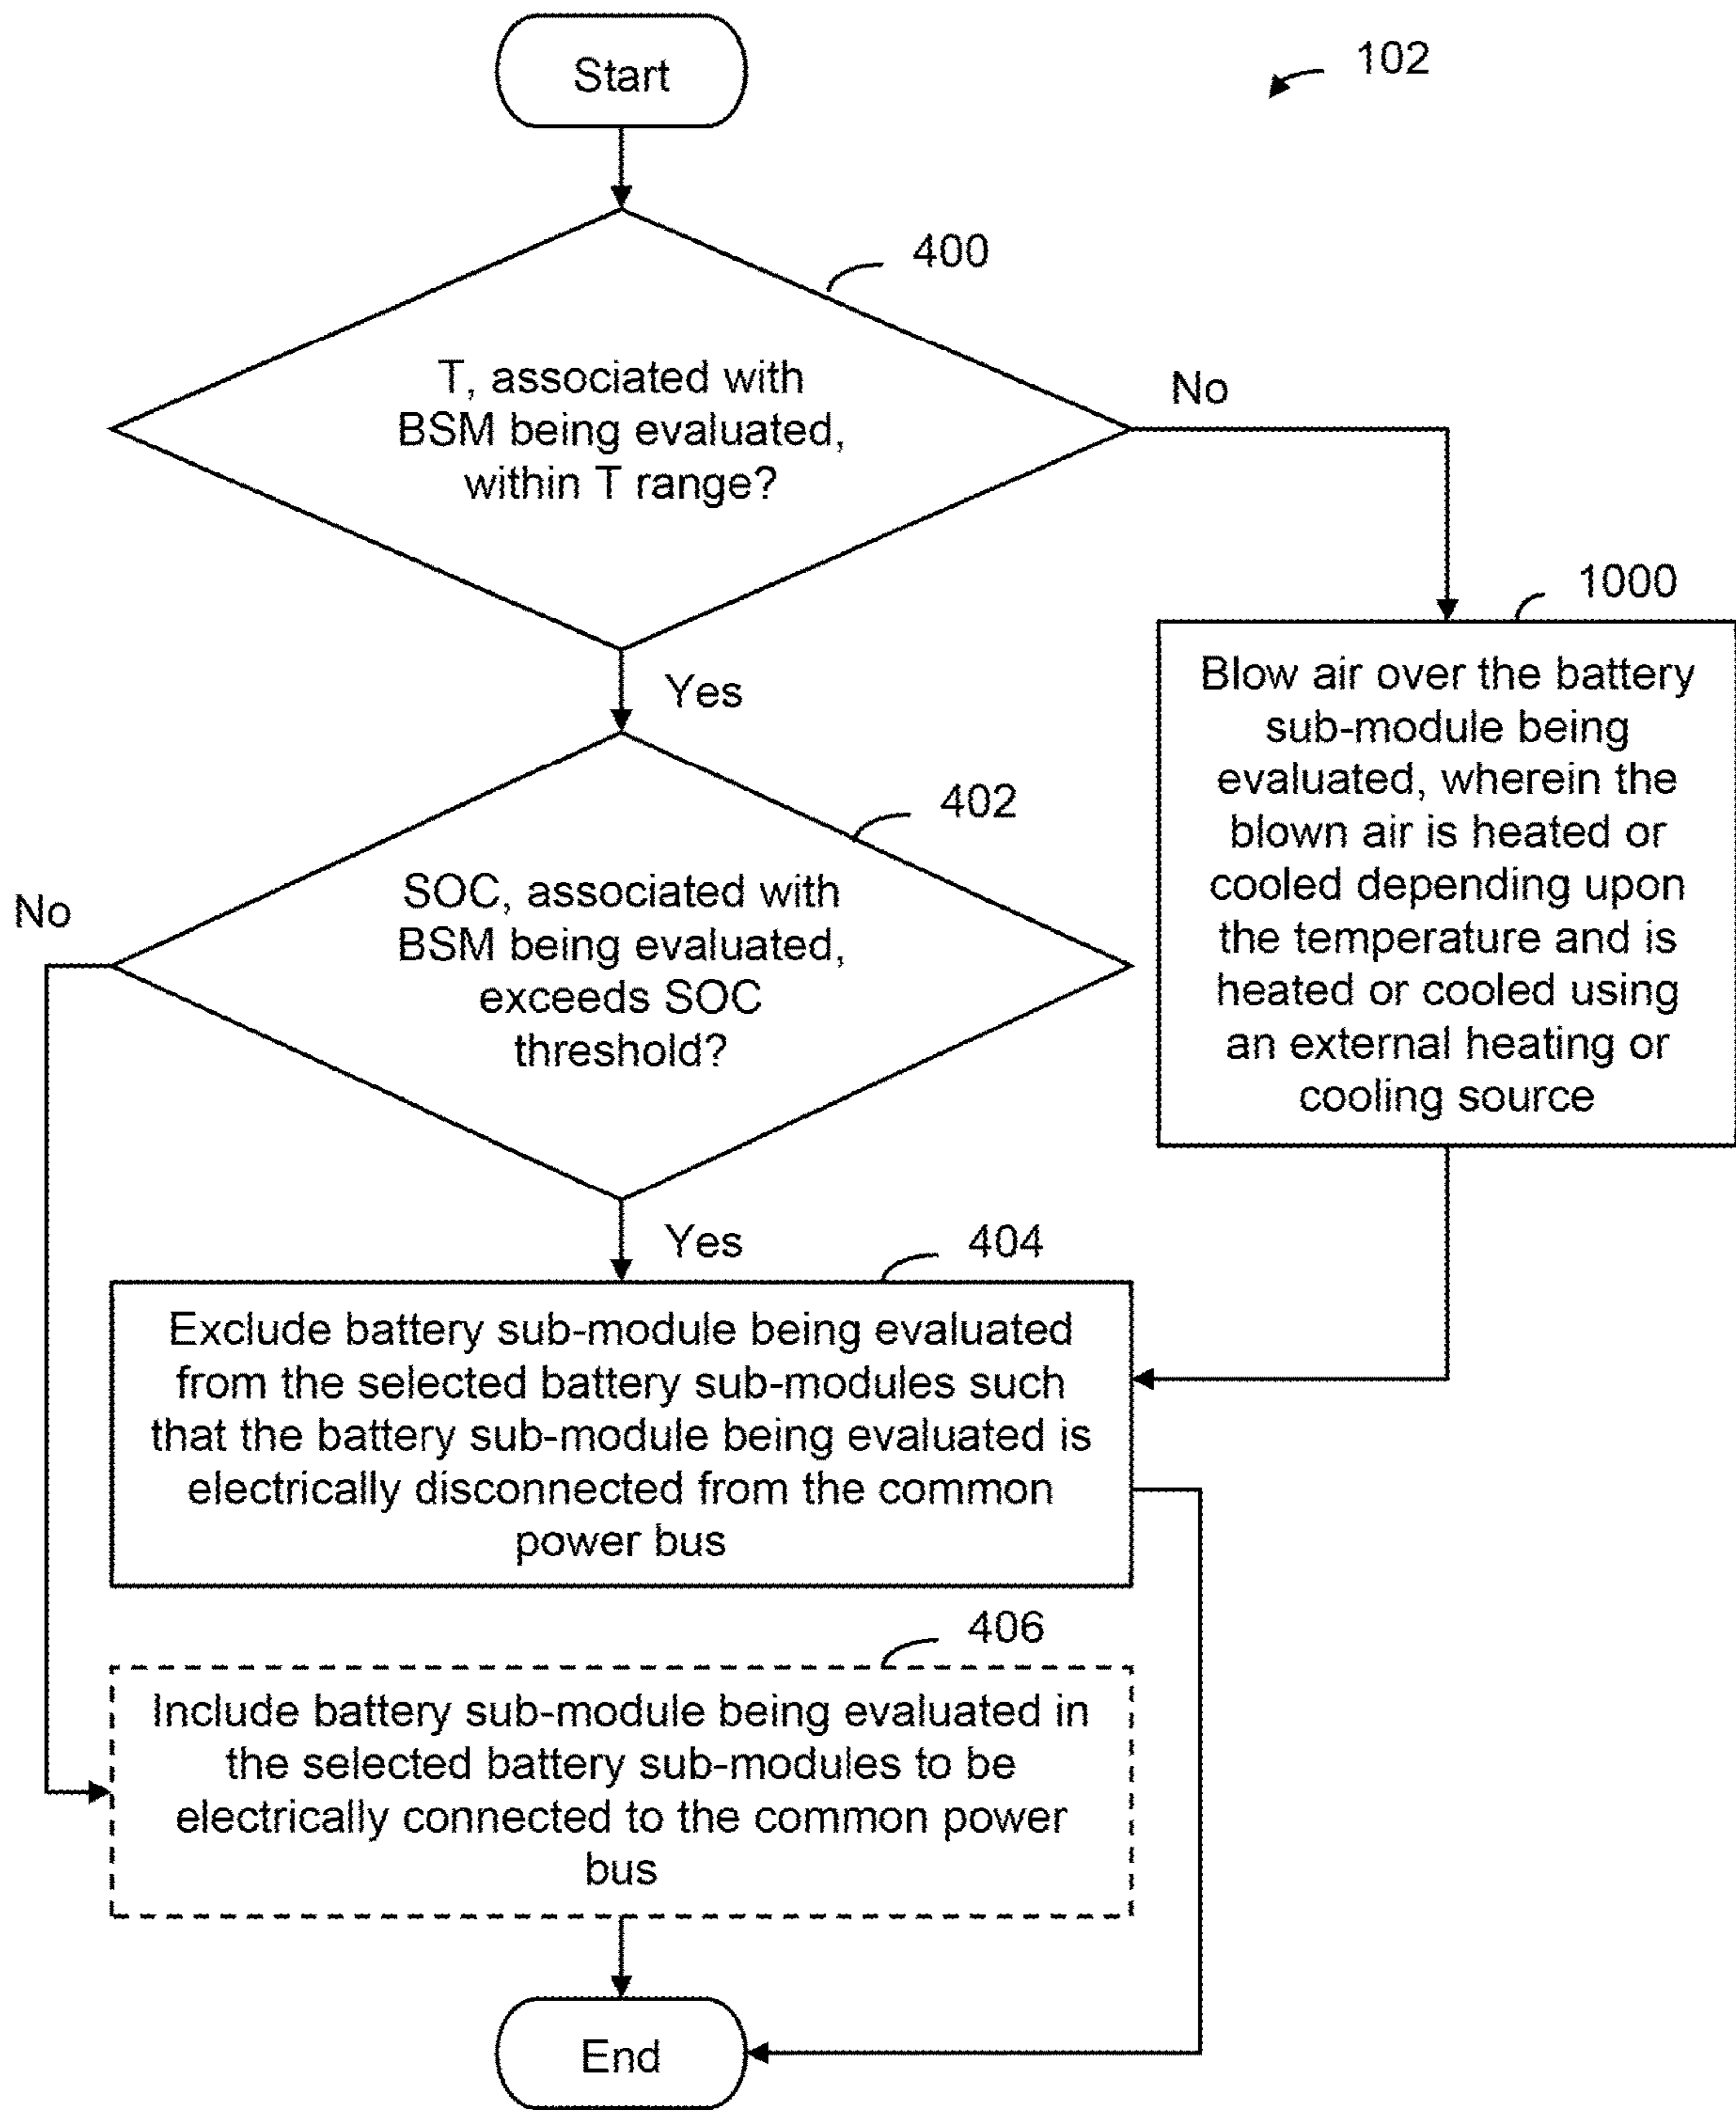 Start
102
400
T, associated with
BSM being evaluated,
within T range?
No
Yes
1000
Blow air over the battery
sub-module being
evaluated, wherein the
blown air is heated or
cooled depending upon
the temperature and is
heated or cooled using
an external heating or
cooling source
402
SOC, associated with
BSM being evaluated,
exceeds SOC
threshold?
No
Yes
404
Exclude battery sub-module being evaluated
from the selected battery sub-modules such
that the battery sub-module being evaluated is
electrically disconnected from the common
power bus
406
Include battery sub-module being evaluated in
the selected battery sub-modules to be
electrically connected to the common power
bus
End